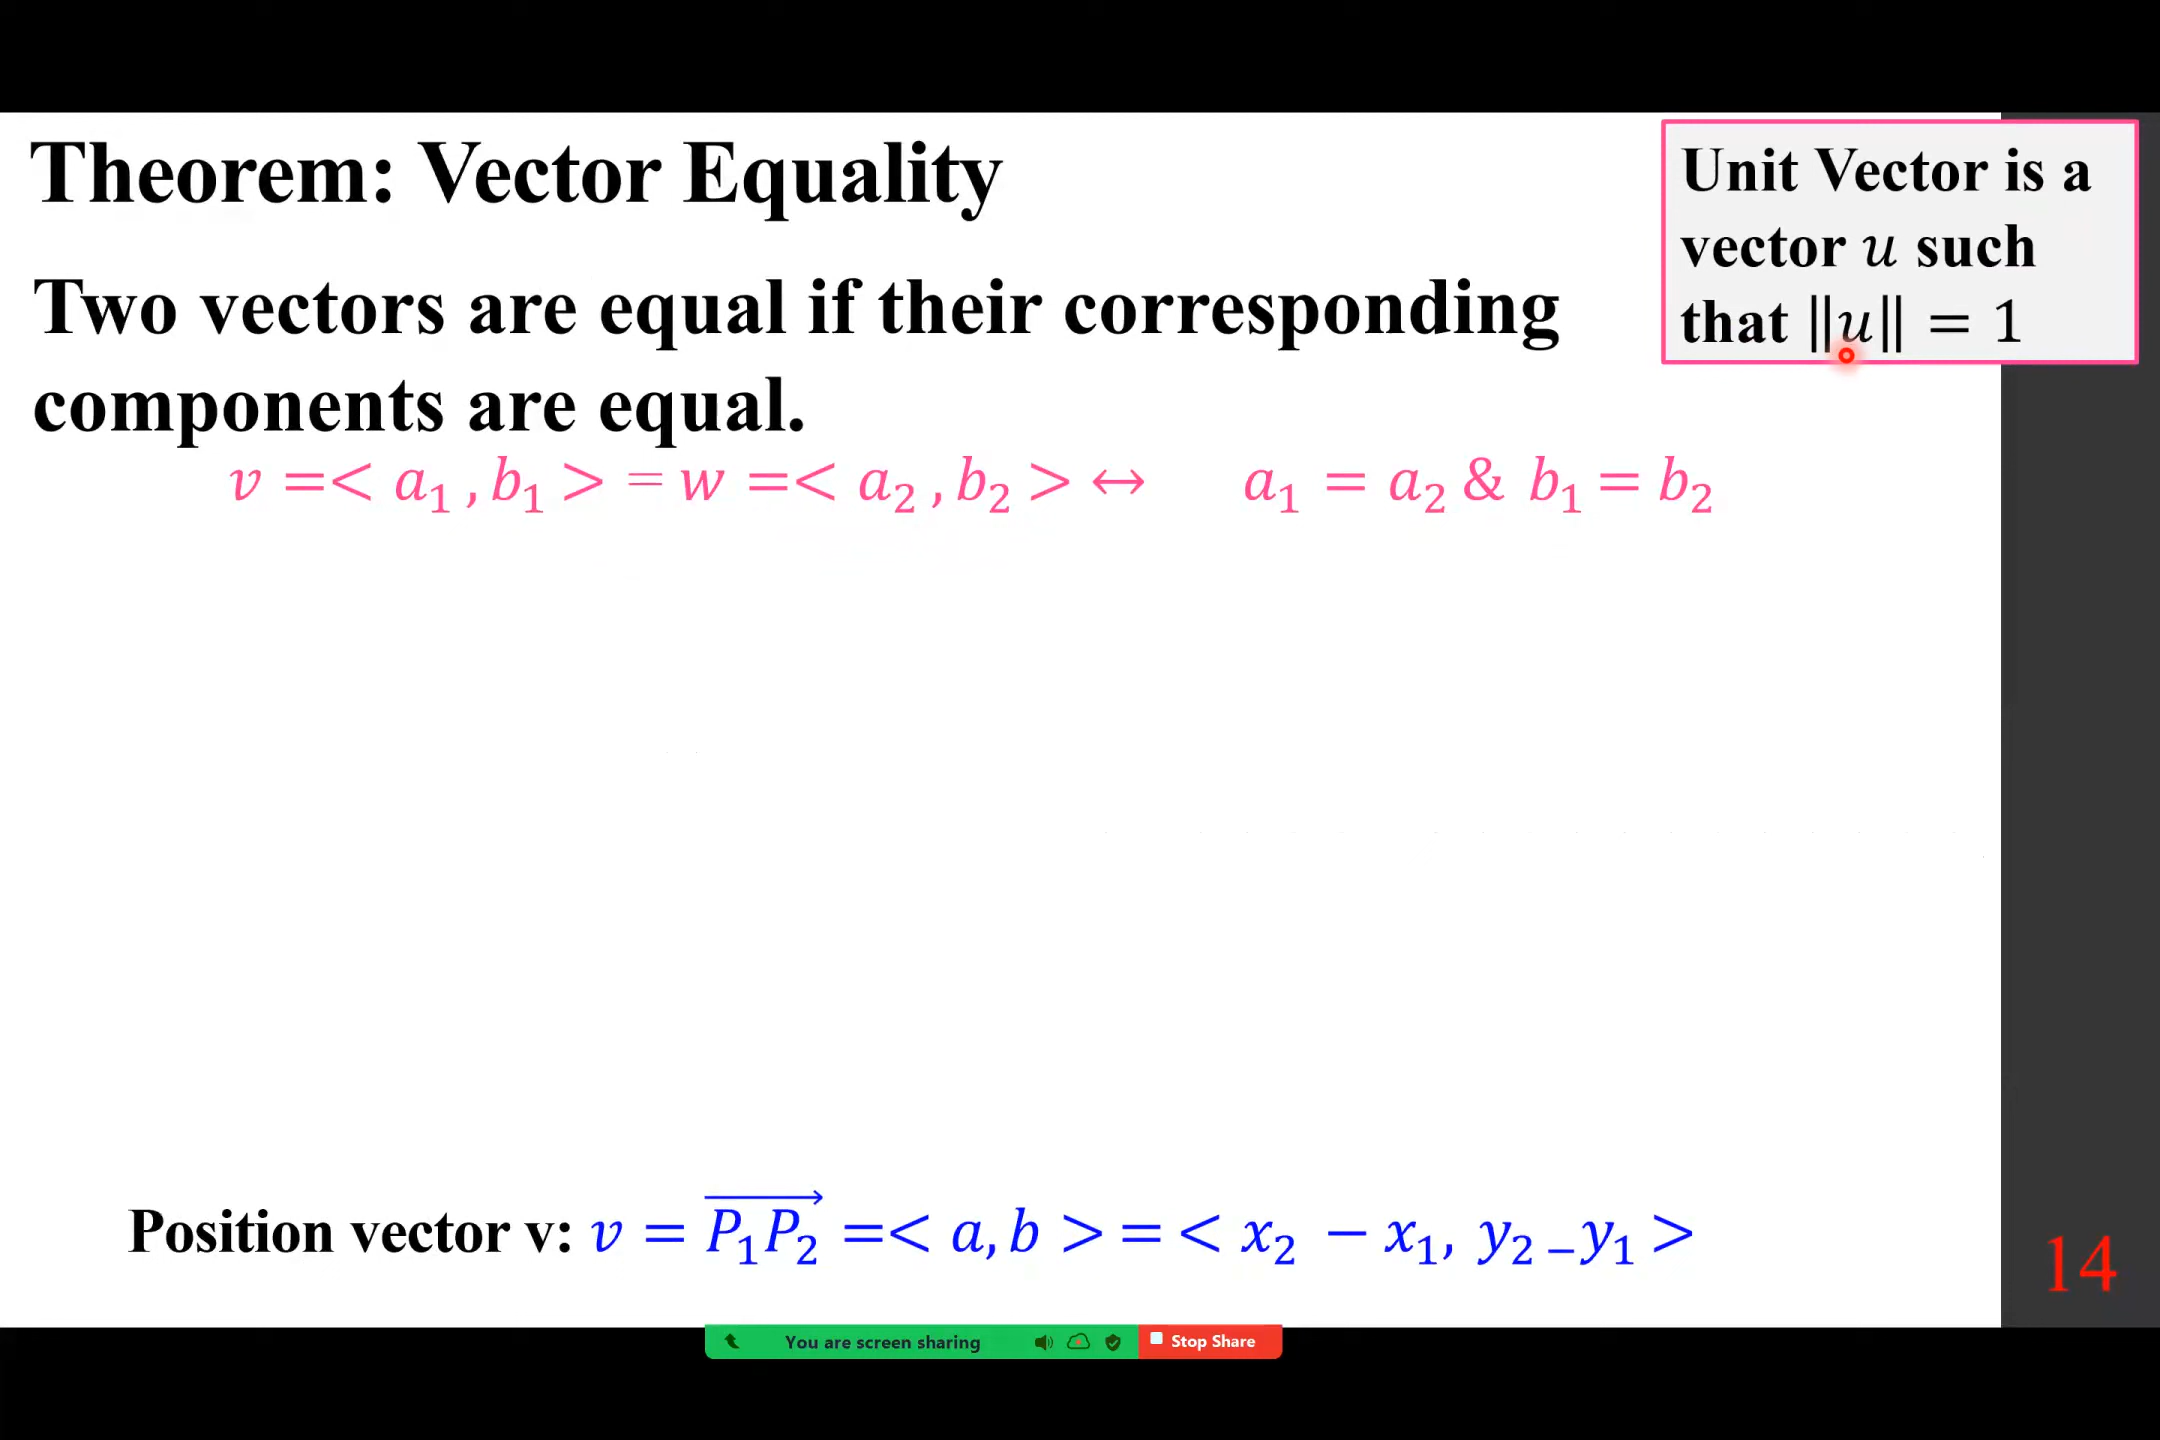 Theorem: Vector Equality
Unit Vector is a
vector u such
that ‖u‖ = 1
Two vectors are equal if their corresponding
components are equal.
v =< a₁ , b₁ > = w =< a₂ , b₂ > ↔ a₁ = a₂ & b₁ = b₂
Position vector v: v = $\overrightarrow{P_1P_2}$ =< a, b > = < x₂ − x₁, y₂ ₋ y₁ >
14
You are screen sharing
Stop Share